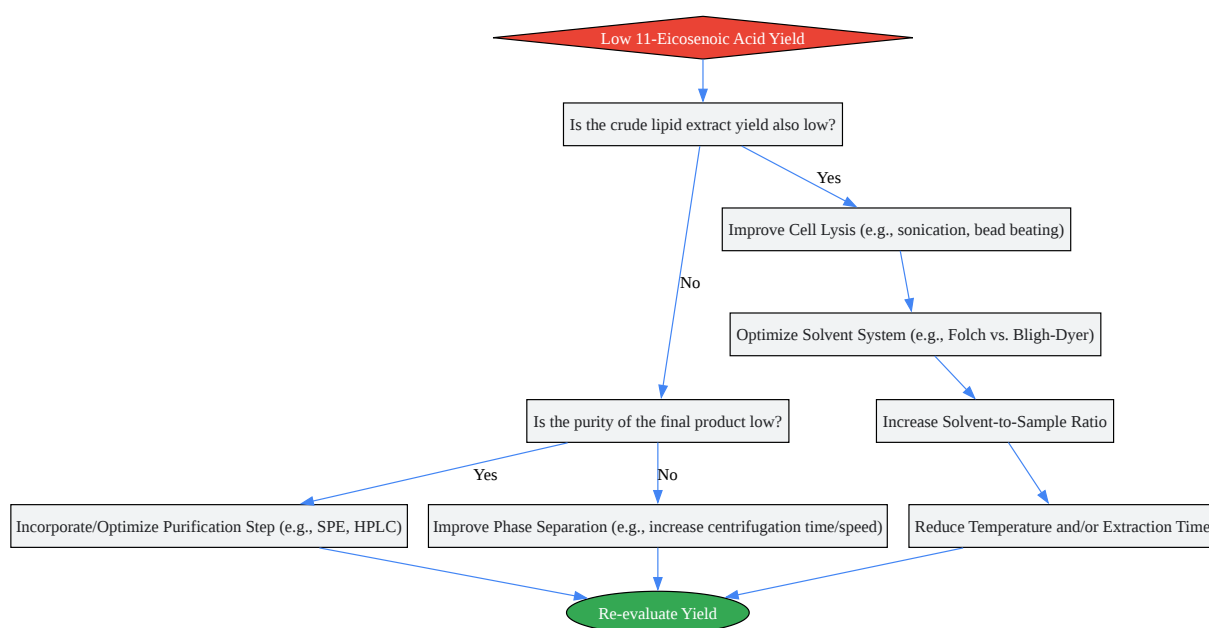 Low 11-Eicosenoic Acid Yield
Is the crude lipid extract yield also low?
Yes
Improve Cell Lysis (e.g., sonication, bead beating)
No
Optimize Solvent System (e.g., Folch vs. Bligh-Dyer)
Is the purity of the final product low?
Increase Solvent-to-Sample Ratio
Yes
No
Incorporate/Optimize Purification Step (e.g., SPE, HPLC)
Improve Phase Separation (e.g., increase centrifugation time/speed)
Reduce Temperature and/or Extraction Time
Re-evaluate Yield